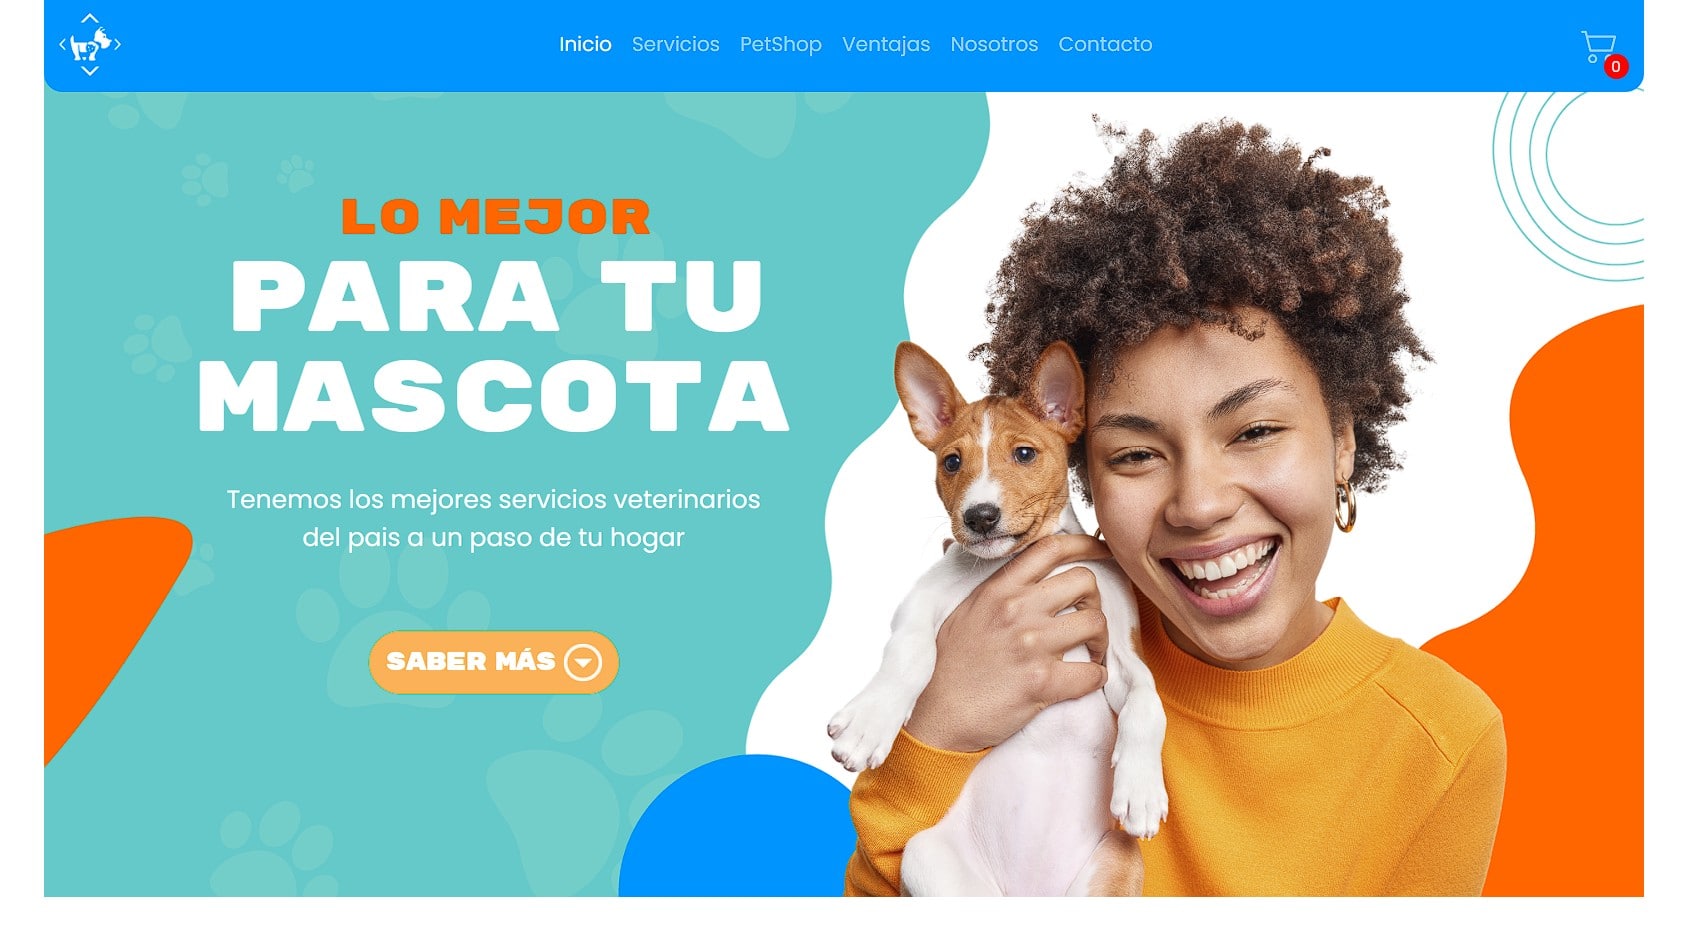 Inicio Servicios PetShop Ventajas Nosotros Contacto
0
LO MEJOR
PARA TU
MASCOTA
Tenemos los mejores servicios veterinarios
del pais a un paso de tu hogar
SABER MÁS